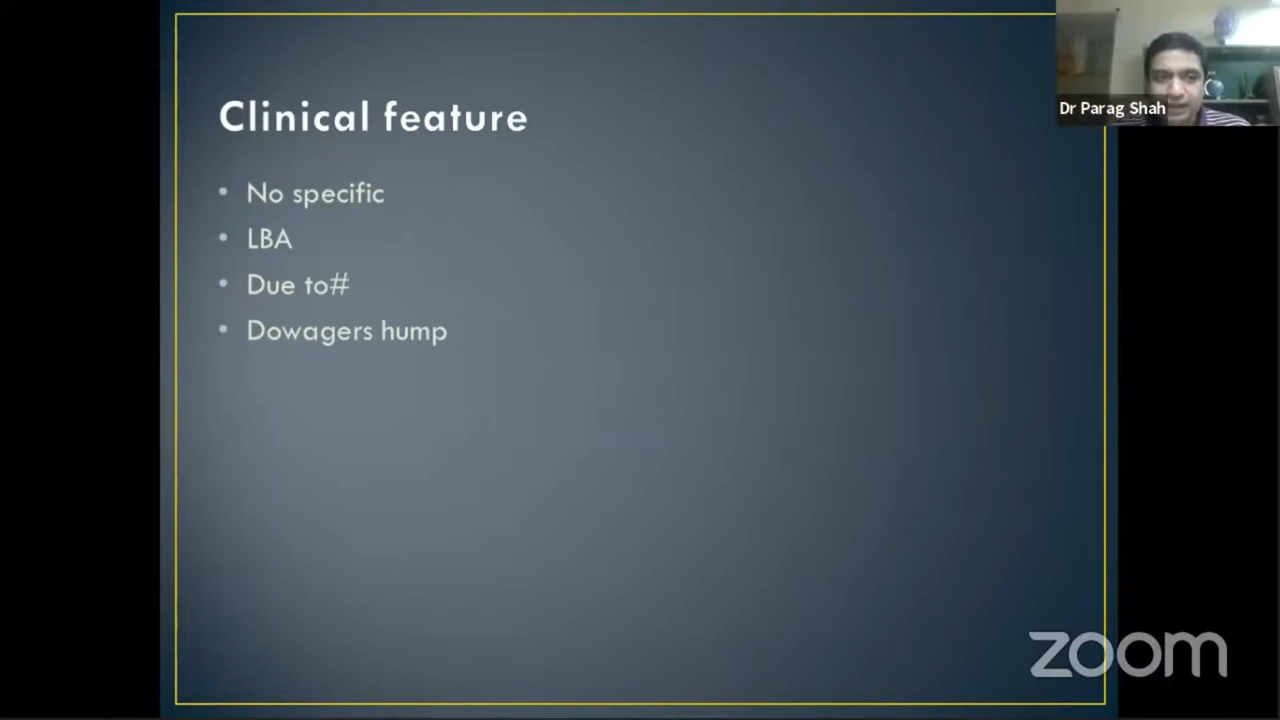 Clinical feature
No specific
LBA
Due to#
Dowagers hump
Dr Parag Shah
zoom